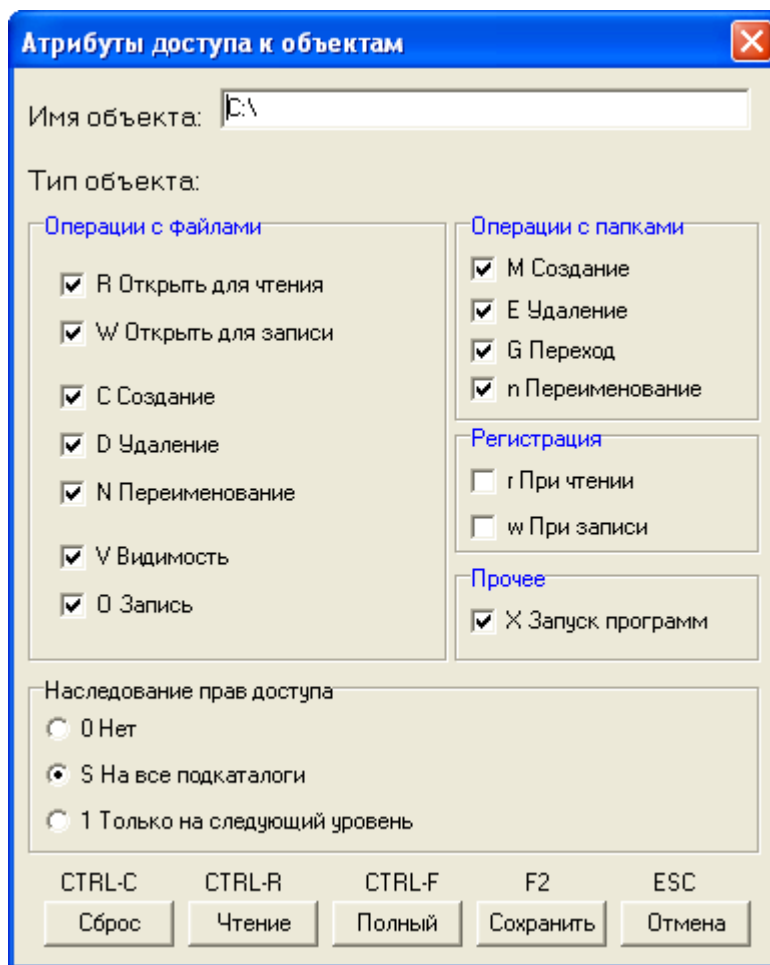 Атрибуты доступа к объектам
Имя объекта: C:\
Тип объекта:
Операции с файлами
R Открыть для чтения
W Открыть для записи
C Создание
D Удаление
N Переименование
V Видимость
O Запись
Операции с папками
M Создание
E Удаление
G Переход
n Переименование
Регистрация
r При чтении
w При записи
Прочее
X Запуск программ
Наследование прав доступа
0 Нет
S На все подкаталоги
1 Только на следующий уровень
CTRL-C CTRL-R CTRL-F F2 ESC
Сброс Чтение Полный Сохранить Отмена